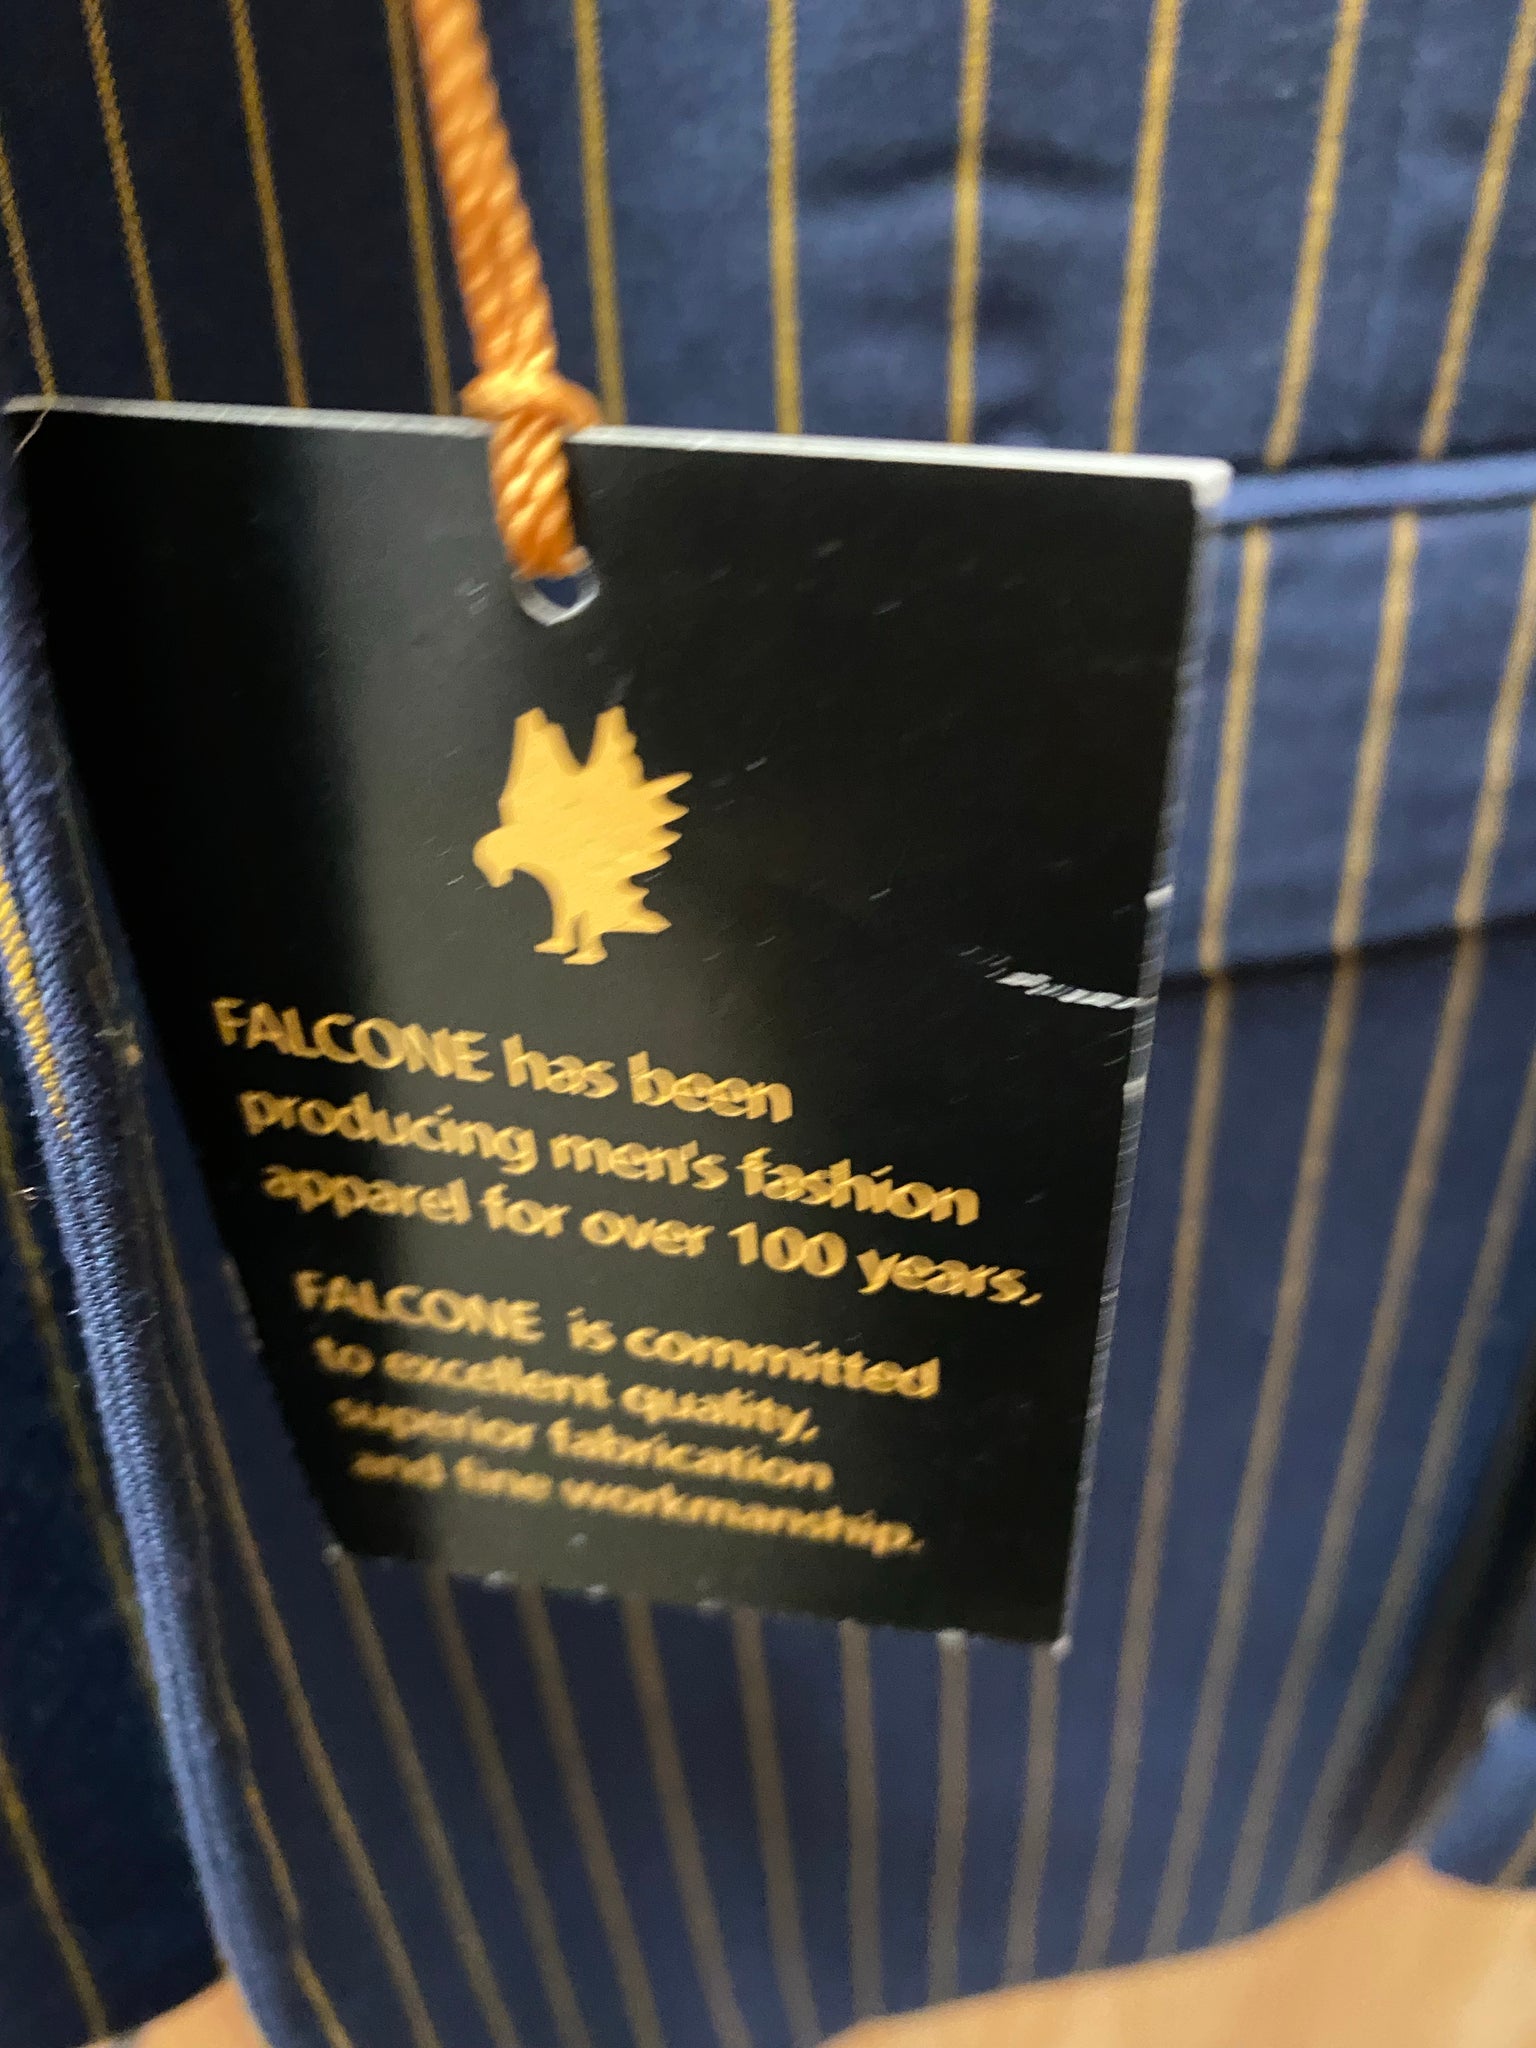 FALCONE has been
producing men's fashion
apparel for over 100 years.
FALCONE is committed
to excellent quality,
superior fabrication
and fine workmanship.